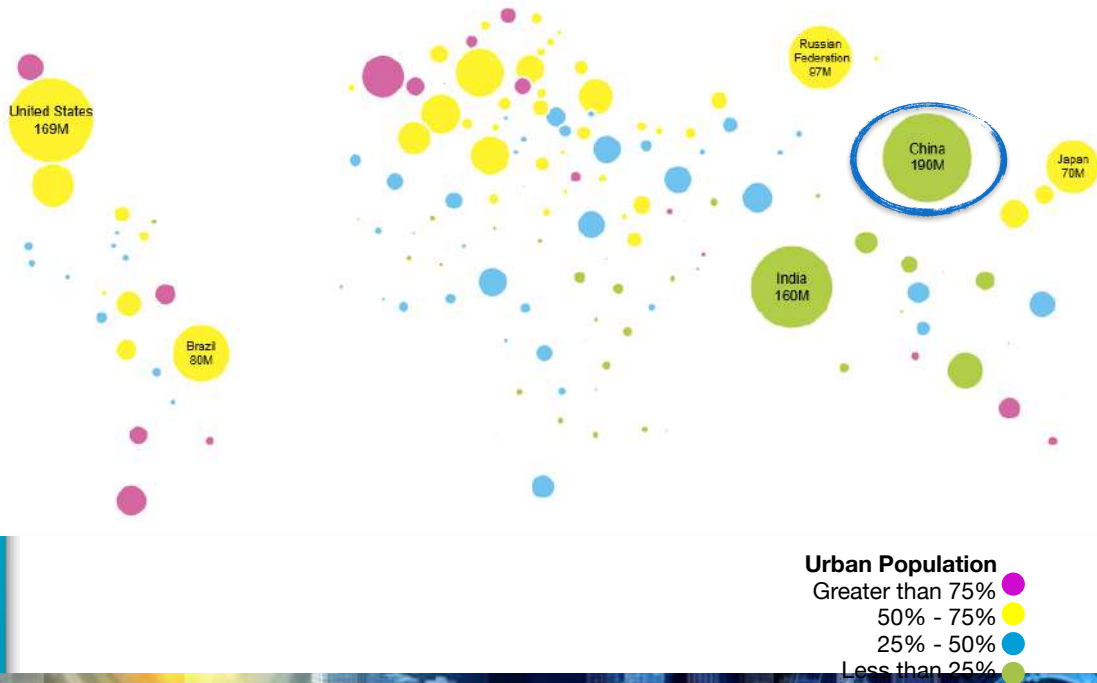 Russian
Federation
97M
United States
169M
China
190M
Japan
70M
India
160M
Brazil
80M
Urban Population
Greater than 75%
50% - 75%
25% - 50%
Less than 25%